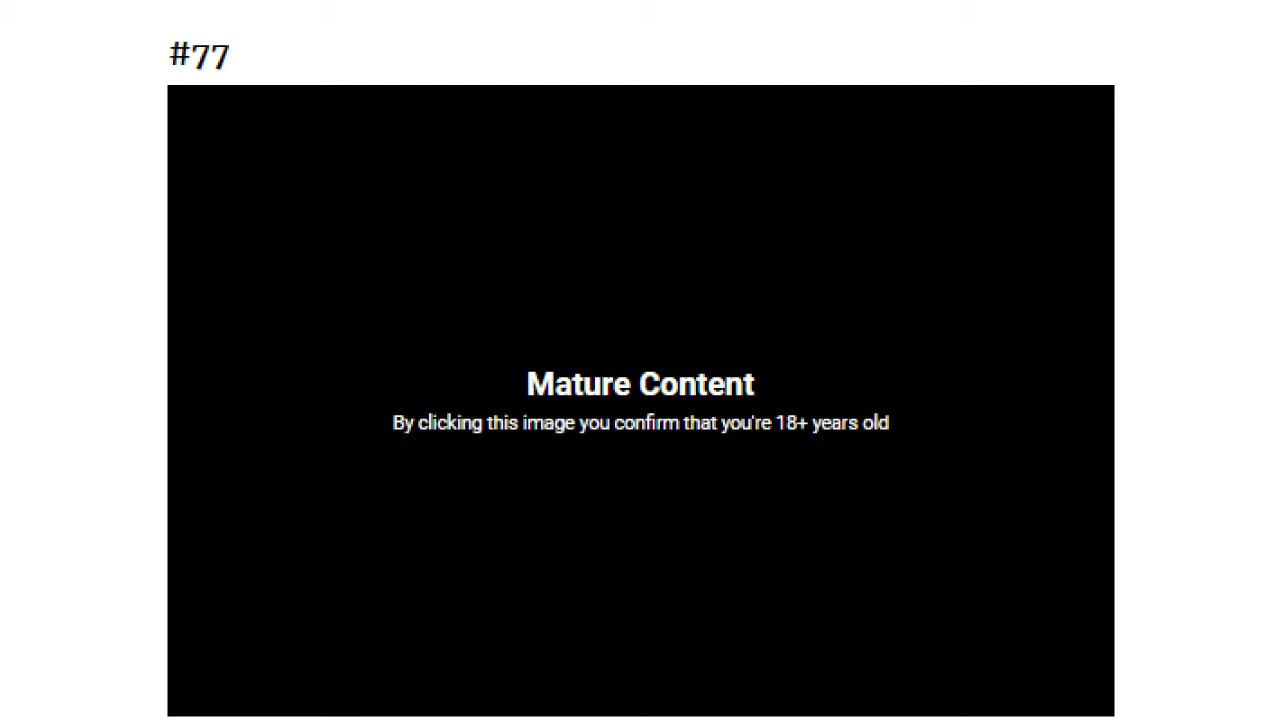 #77
Mature Content
By clicking this image you confirm that you're 18+ years old